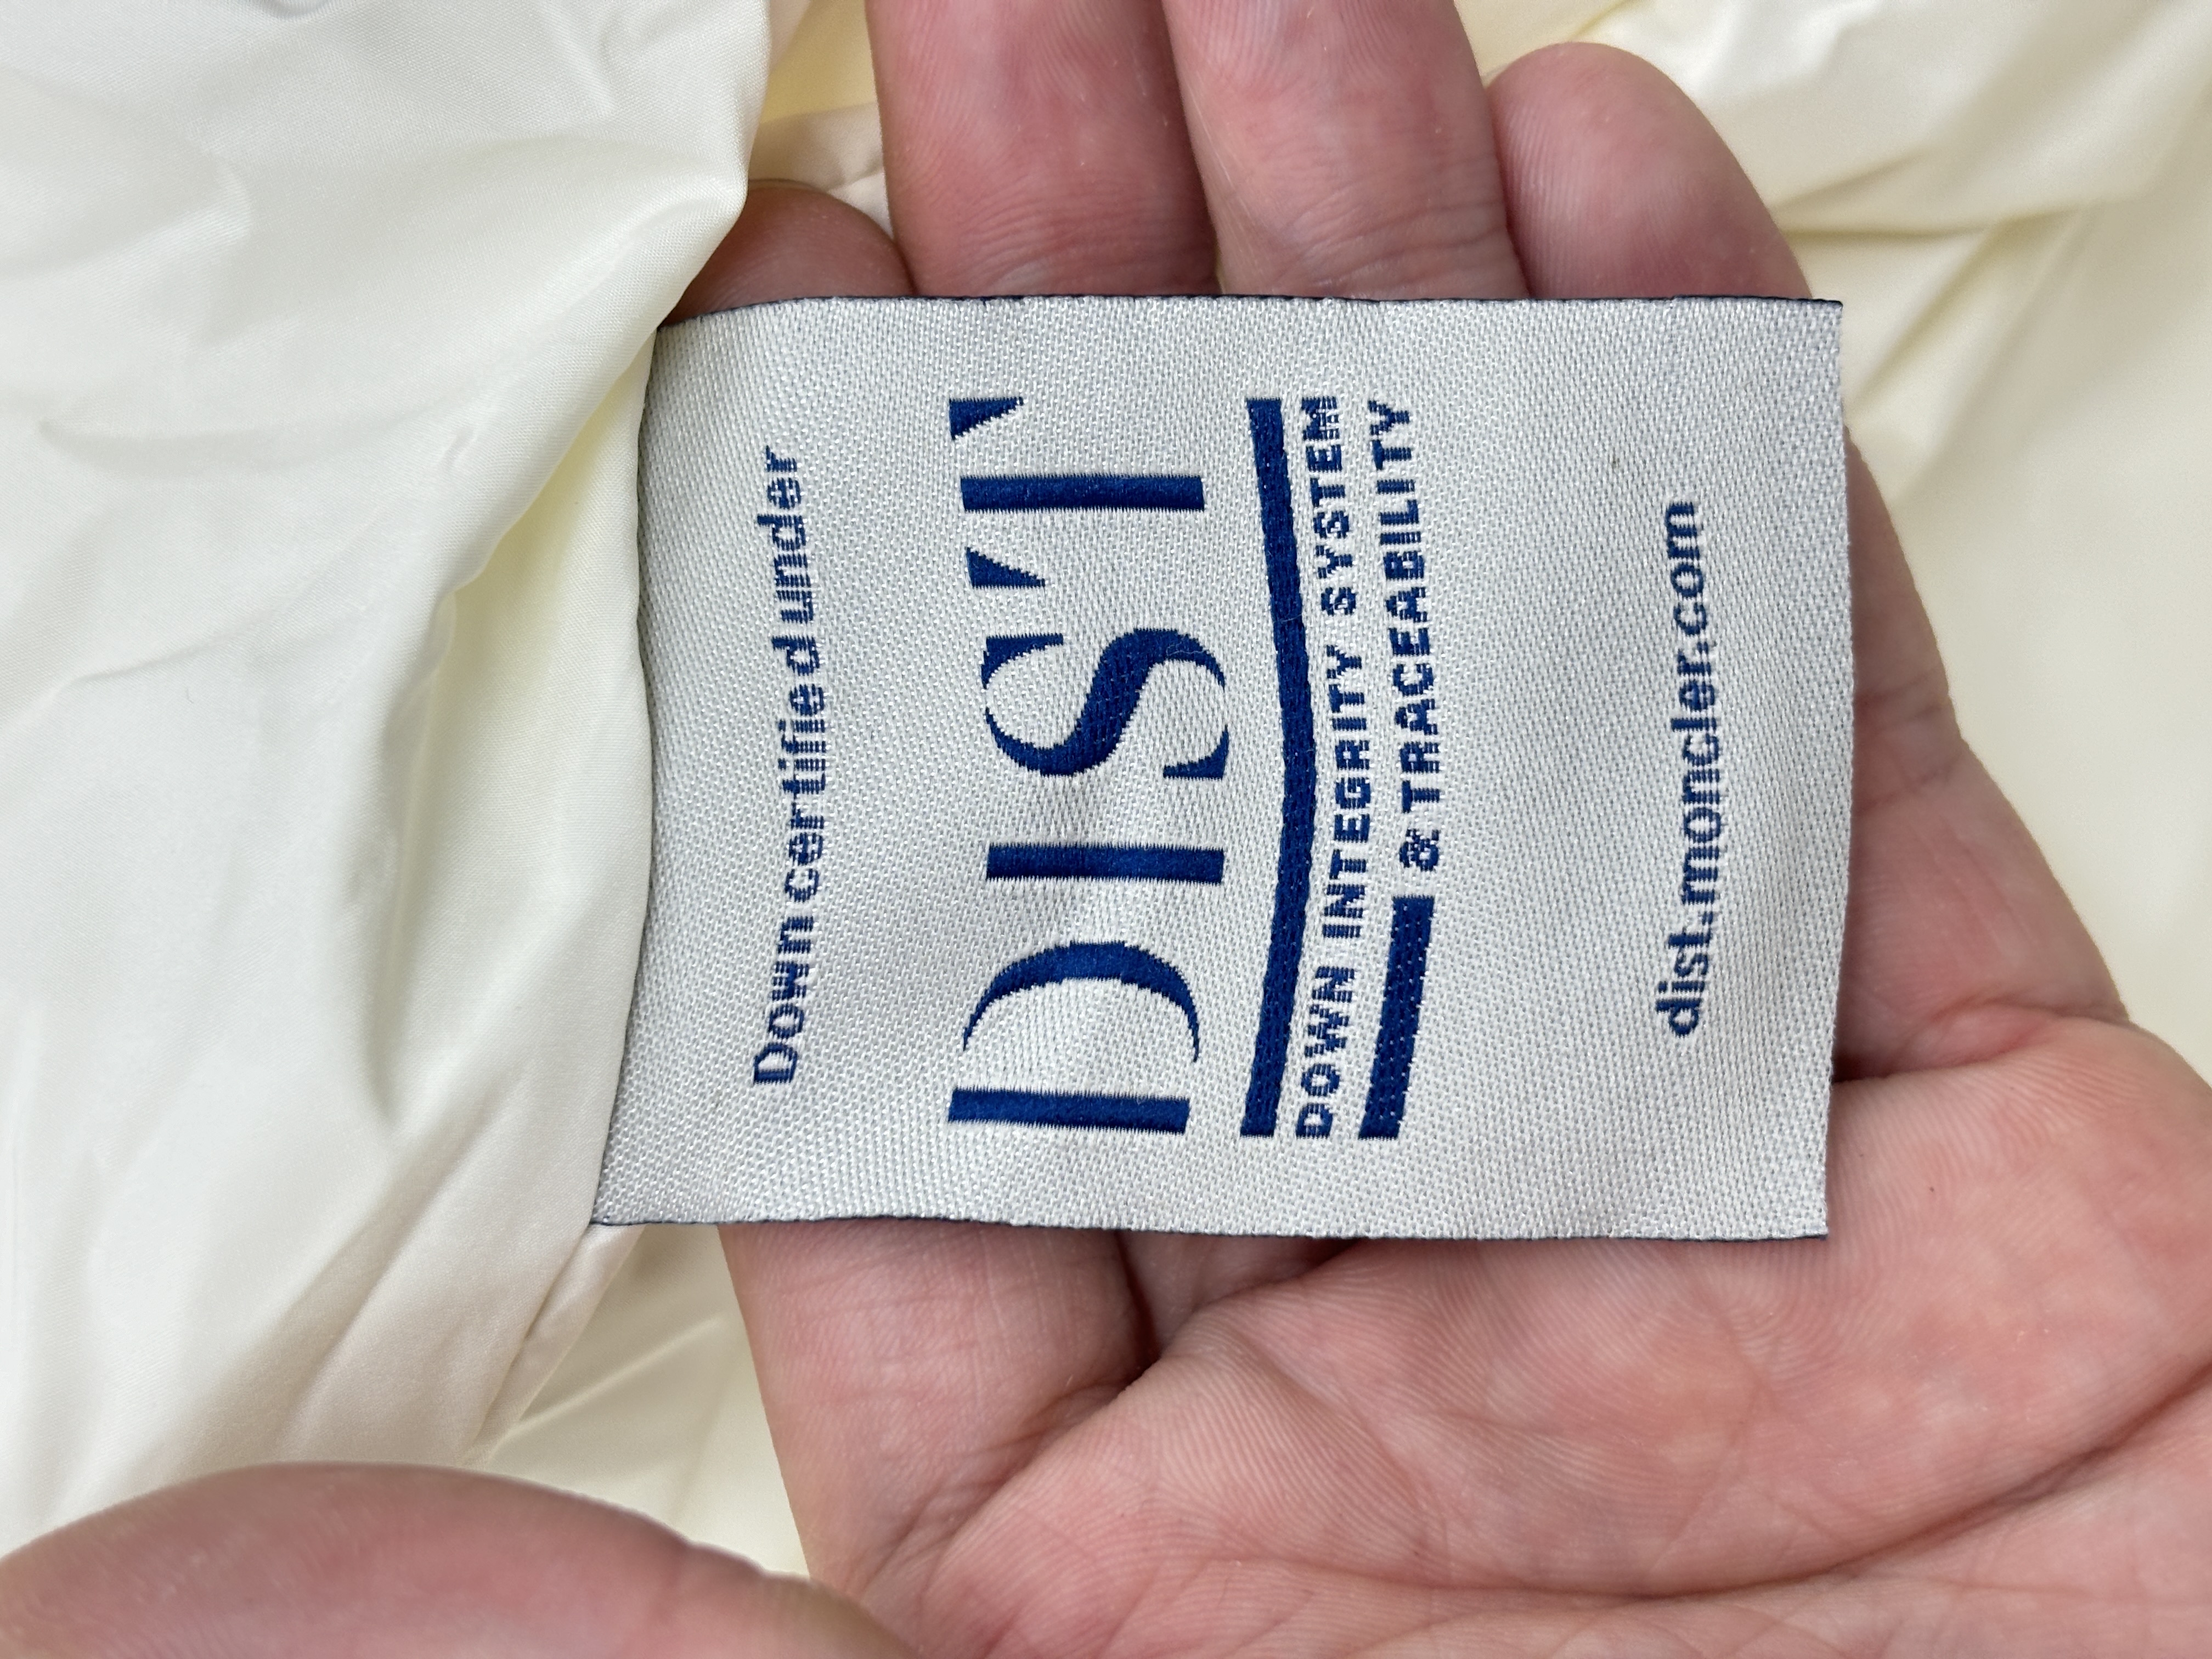 Down certified under
DIST
DOWN INTEGRITY SYSTEM
& TRACEABILITY
dist.moncler.com